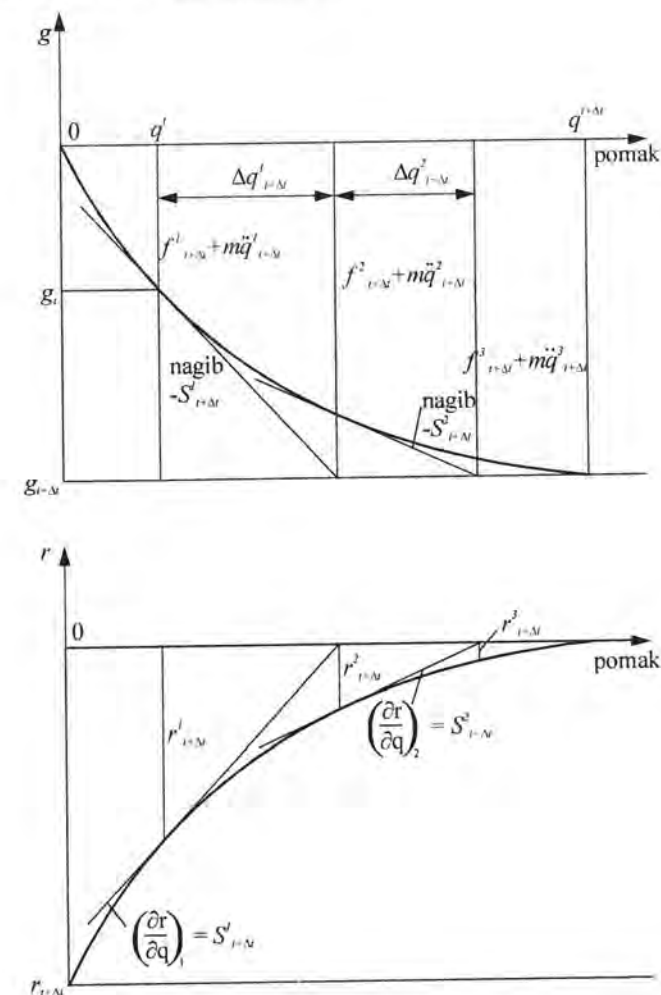 g
0
q^t
q^{t+Δt}
pomak
Δq^1_{t+Δt}
Δq^2_{t+Δt}
f^1_{t+Δt}+mq̈^1_{t+Δt}
f^2_{t+Δt}+mq̈^2_{t+Δt}
g_t
f^3_{t+Δt}+mq̈^3_{t+Δt}
nagib
-S^1_{t+Δt}
nagib
-S^2_{t+Δt}
g_{t+Δt}
r
0
r^3_{t+Δt}
pomak
r^2_{t+Δt}
r^1_{t+Δt}
(∂r/∂q)_2 = S^2_{t+Δt}
(∂r/∂q)_1 = S^1_{t+Δt}
r_{t+Δt}